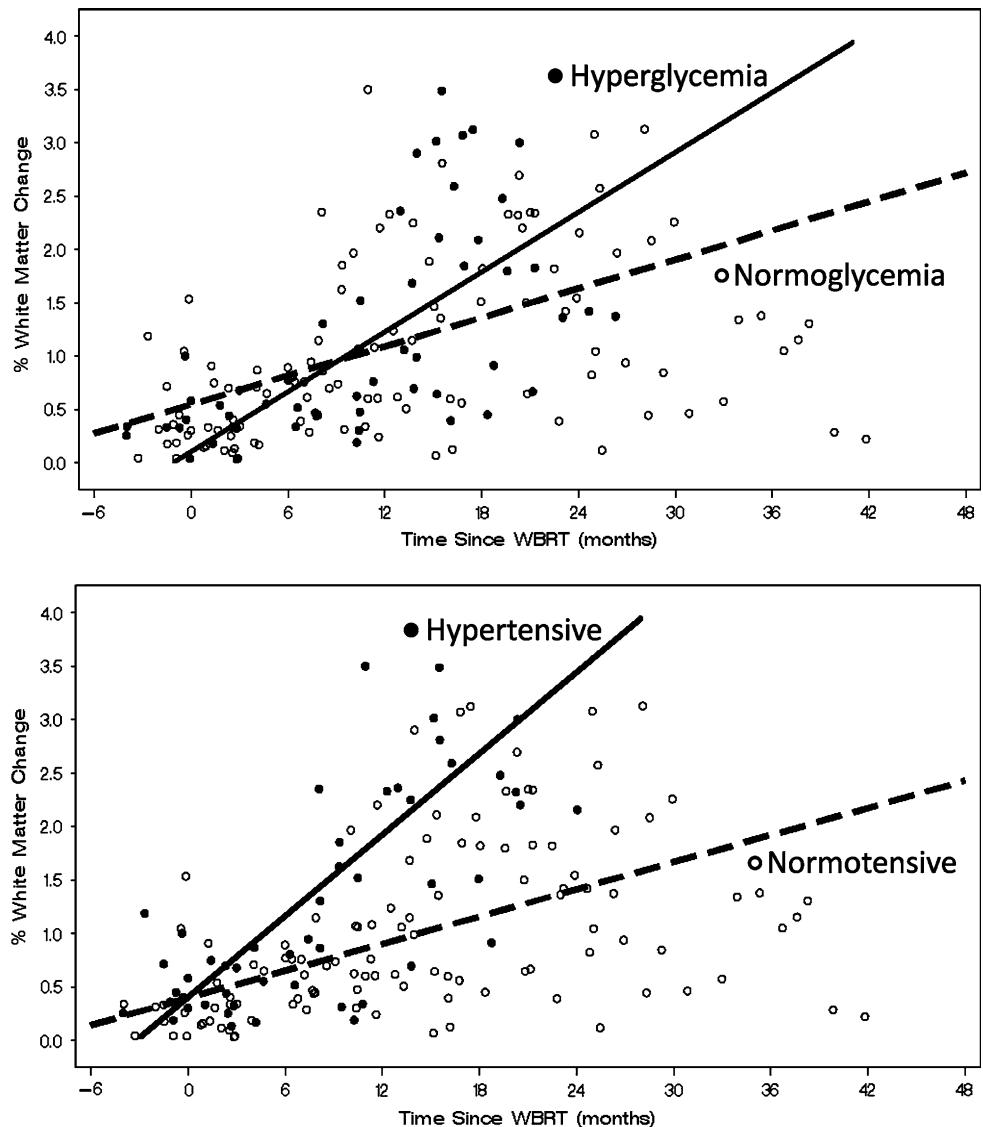 4.0
3.5
● Hyperglycemia
3.0
2.5
2.0
○ Normoglycemia
1.5
1.0
0.5
0.0
% White Matter Change
−6 0 6 12 18 24 30 36 42 48
Time Since WBRT (months)
4.0
● Hypertensive
3.5
3.0
2.5
2.0
○ Normotensive
1.5
1.0
0.5
0.0
% White Matter Change
−6 0 6 12 18 24 30 36 42 48
Time Since WBRT (months)